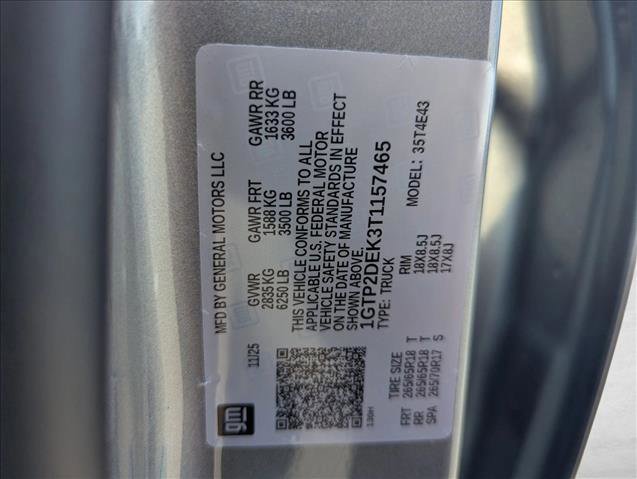 MFD BY GENERAL MOTORS LLC
11/25 GVWR GAWR FRT GAWR RR
2835 KG 1588 KG 1633 KG
6250 LB 3500 LB 3600 LB
THIS VEHICLE CONFORMS TO ALL
APPLICABLE U.S. FEDERAL MOTOR
VEHICLE SAFETY STANDARDS IN EFFECT
ON THE DATE OF MANUFACTURE
SHOWN ABOVE.
1GTP2DEK3T1157465
TYPE: TRUCK MODEL: 35T4E43
TIRE SIZE RIM
FRT 265/65R18 T 18X8.5J
RR 265/65R18 T 18X8.5J
SPA 265/70R17 S 17X8J
gm